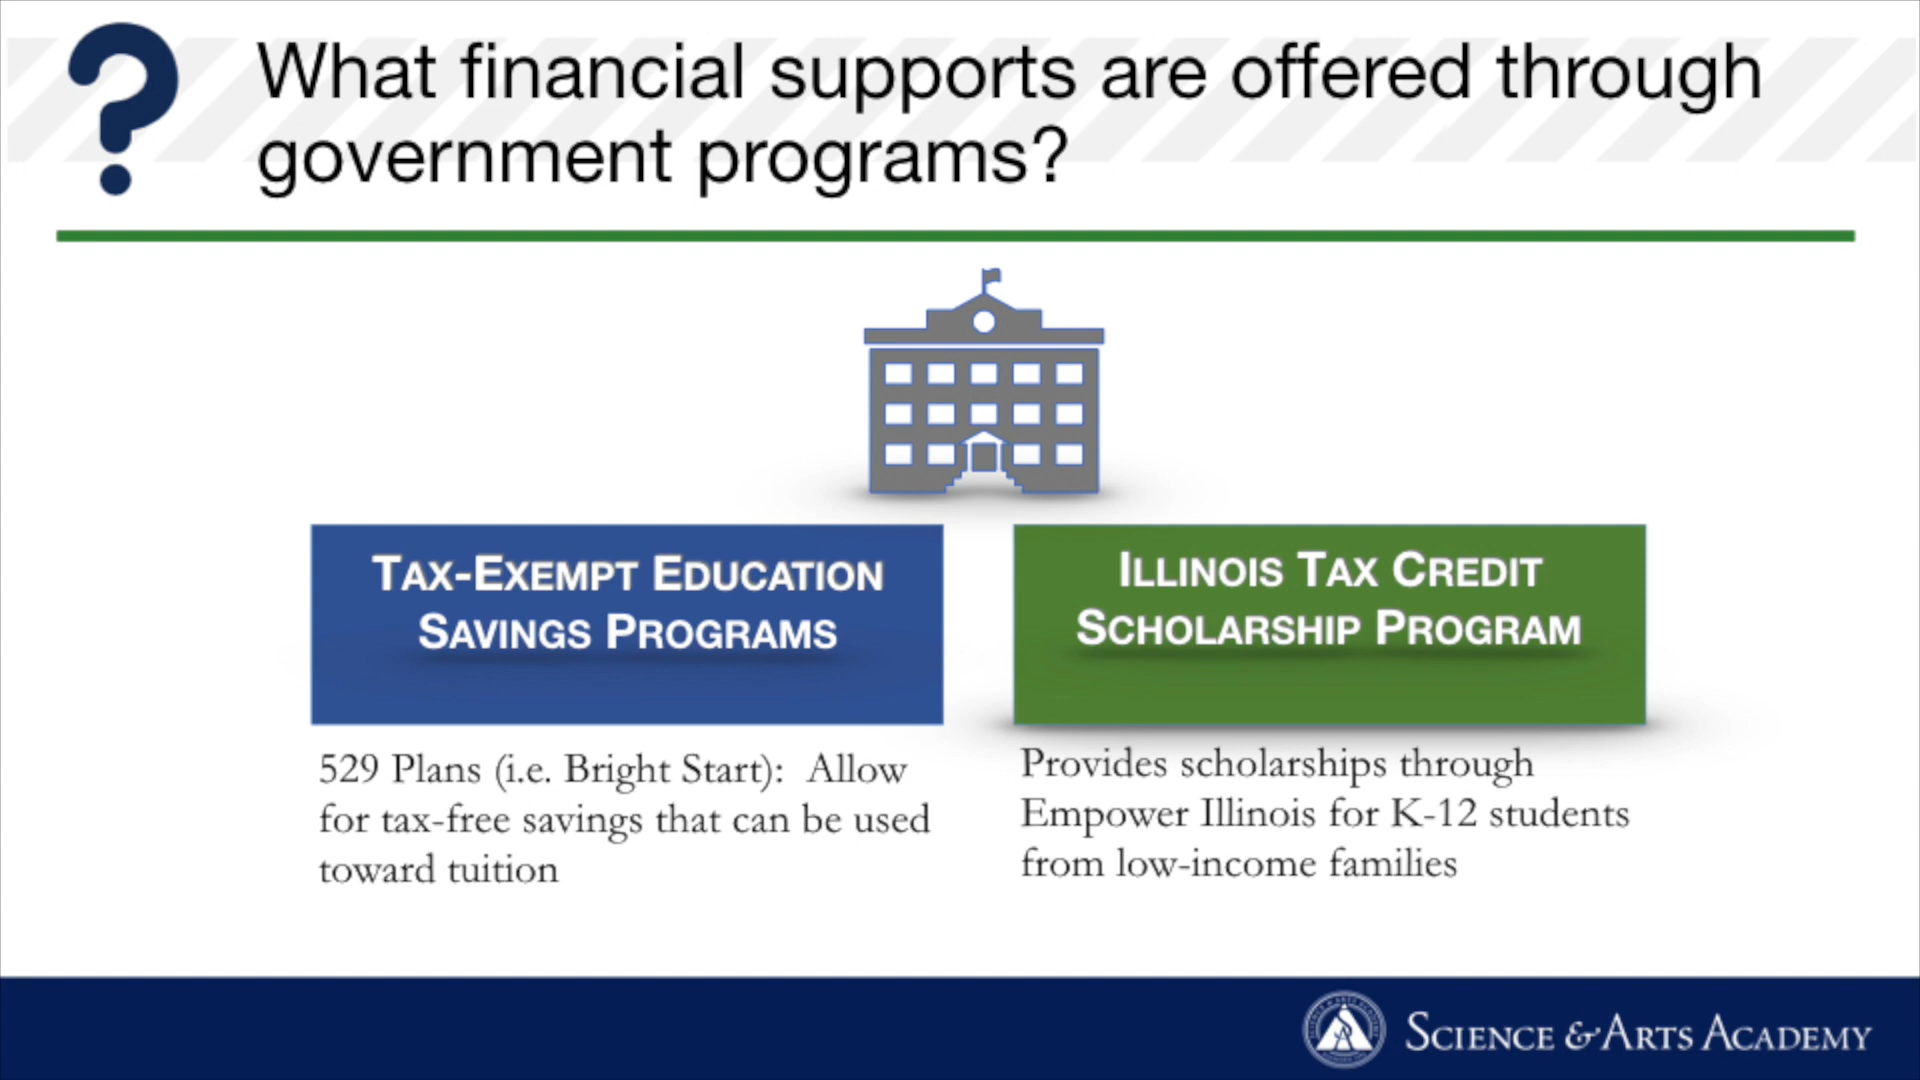 What financial supports are offered through
government programs?
TAX-EXEMPT EDUCATION
SAVINGS PROGRAMS
529 Plans (i.e. Bright Start):  Allow
for tax-free savings that can be used
toward tuition
ILLINOIS TAX CREDIT
SCHOLARSHIP PROGRAM
Provides scholarships through
Empower Illinois for K-12 students
from low-income families
SCIENCE & ARTS ACADEMY